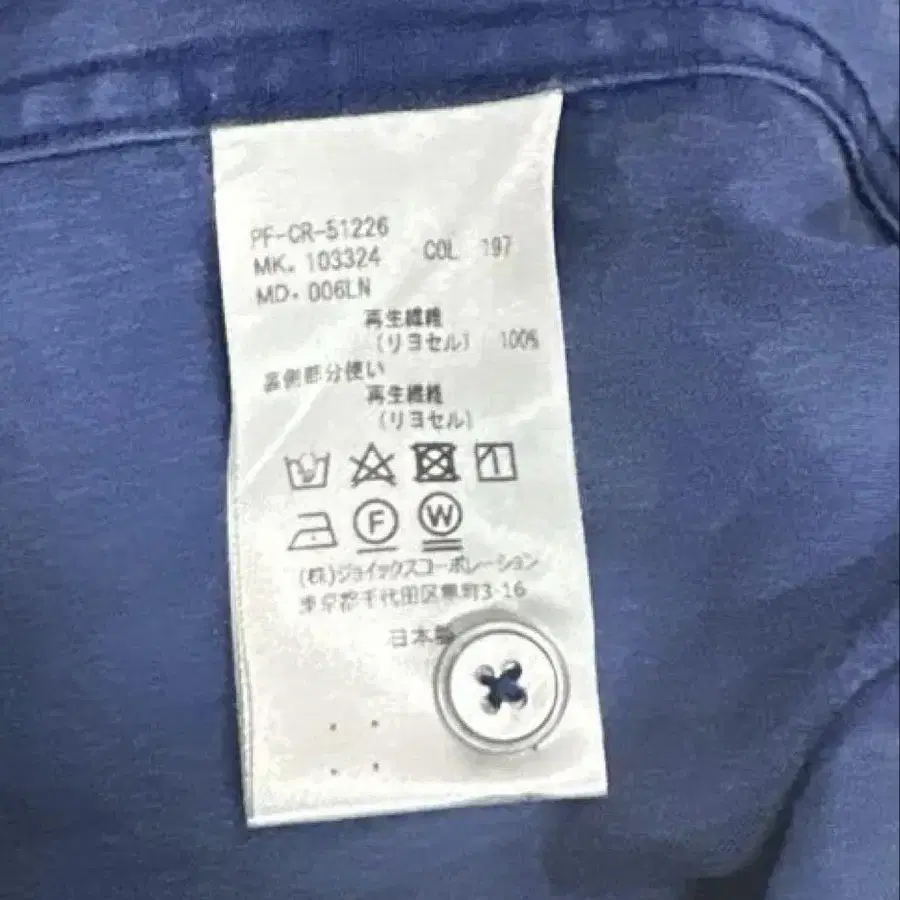 PF-CR-51226
MK. 103324 COL 197
MD. 006LN
再生繊維
(リヨセル) 100%
裏側部分使い
再生繊維
(リヨセル)
F W
(株)ジョイックスコーポレーション
東京都千代田区麹町3-16
日本製